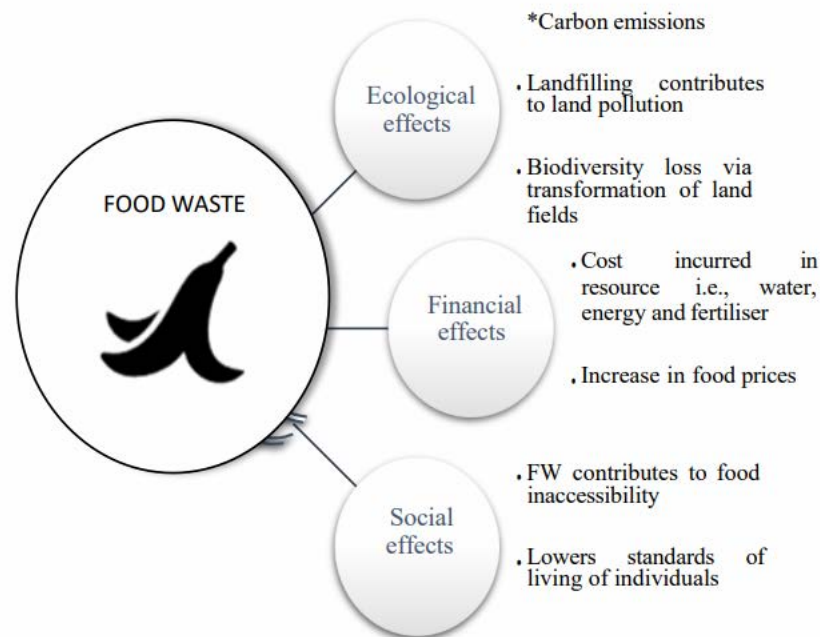 FOOD WASTE
Ecological
effects
*Carbon emissions
. Landfilling contributes
to land pollution
. Biodiversity loss via
transformation of land
fields
Financial
effects
. Cost incurred in
resource i.e., water,
energy and fertiliser
. Increase in food prices
Social
effects
. FW contributes to food
inaccessibility
. Lowers standards of
living of individuals